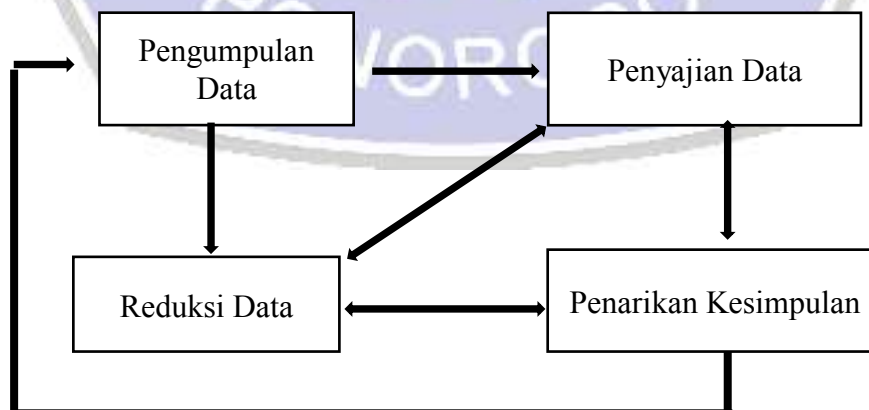 Pengumpulan
Data
Penyajian Data
Reduksi Data
Penarikan Kesimpulan